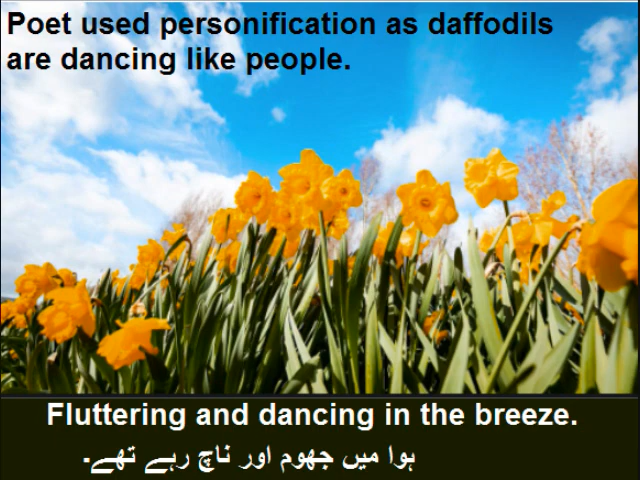 Poet used personification as daffodils
are dancing like people.
Fluttering and dancing in the breeze.
ہوا میں جھوم اور ناچ رہے تھے۔